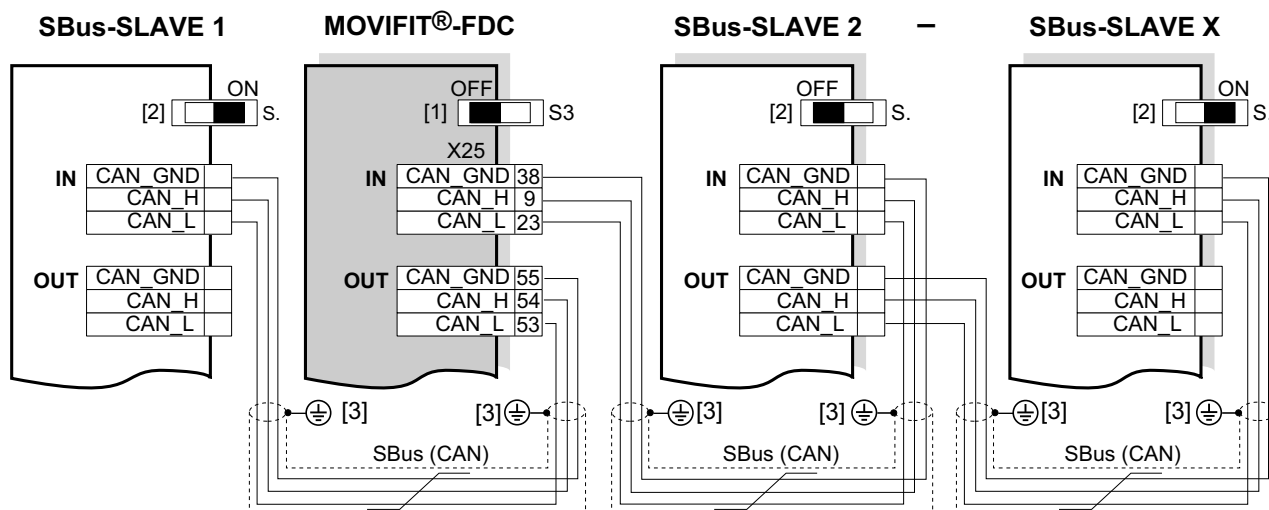 SBus-SLAVE 1 MOVIFIT®-FDC SBus-SLAVE 2 – SBus-SLAVE X
ON OFF OFF ON
[2] S. [1] S3 [2] S. [2] S.
X25
IN CAN_GND IN CAN_GND 38 IN CAN_GND IN CAN_GND
CAN_H CAN_H 9 CAN_H CAN_H
CAN_L CAN_L 23 CAN_L CAN_L
OUT CAN_GND OUT CAN_GND 55 OUT CAN_GND OUT CAN_GND
CAN_H CAN_H 54 CAN_H CAN_H
CAN_L CAN_L 53 CAN_L CAN_L
[3] [3] [3] [3] [3] [3]
SBus (CAN) SBus (CAN) SBus (CAN)